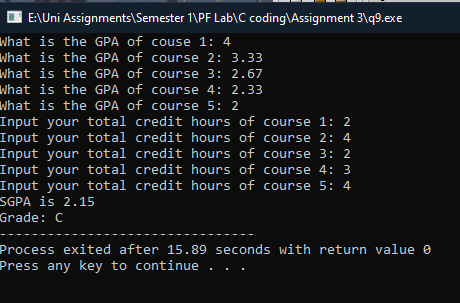 E:\Uni Assignments\Semester 1\PF Lab\C coding\Assignment 3\q9.exe
What is the GPA of couse 1: 4
What is the GPA of course 2: 3.33
What is the GPA of course 3: 2.67
What is the GPA of course 4: 2.33
What is the GPA of course 5: 2
Input your total credit hours of course 1: 2
Input your total credit hours of course 2: 4
Input your total credit hours of course 3: 2
Input your total credit hours of course 4: 3
Input your total credit hours of course 5: 4
SGPA is 2.15
Grade: C
--------------------------------
Process exited after 15.89 seconds with return value 0
Press any key to continue . . .